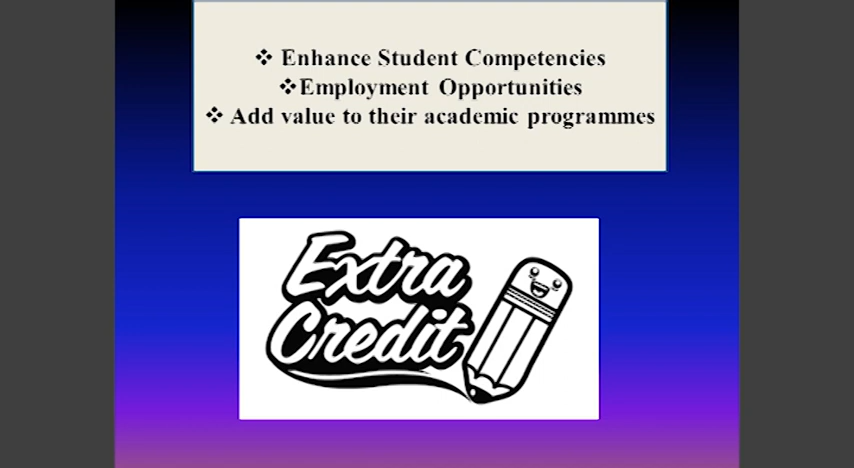 ❖ Enhance Student Competencies
❖Employment Opportunities
❖ Add value to their academic programmes
Extra
Credit